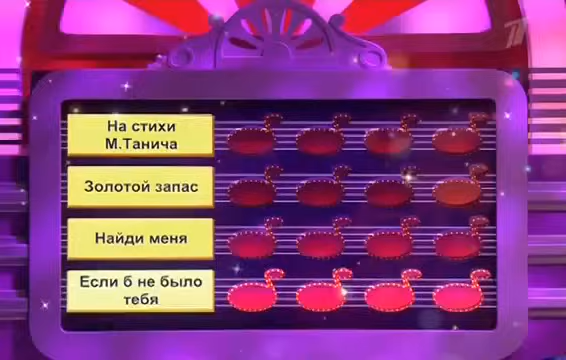 На стихи
М.Танича
Золотой запас
Найди меня
Если б не было
тебя